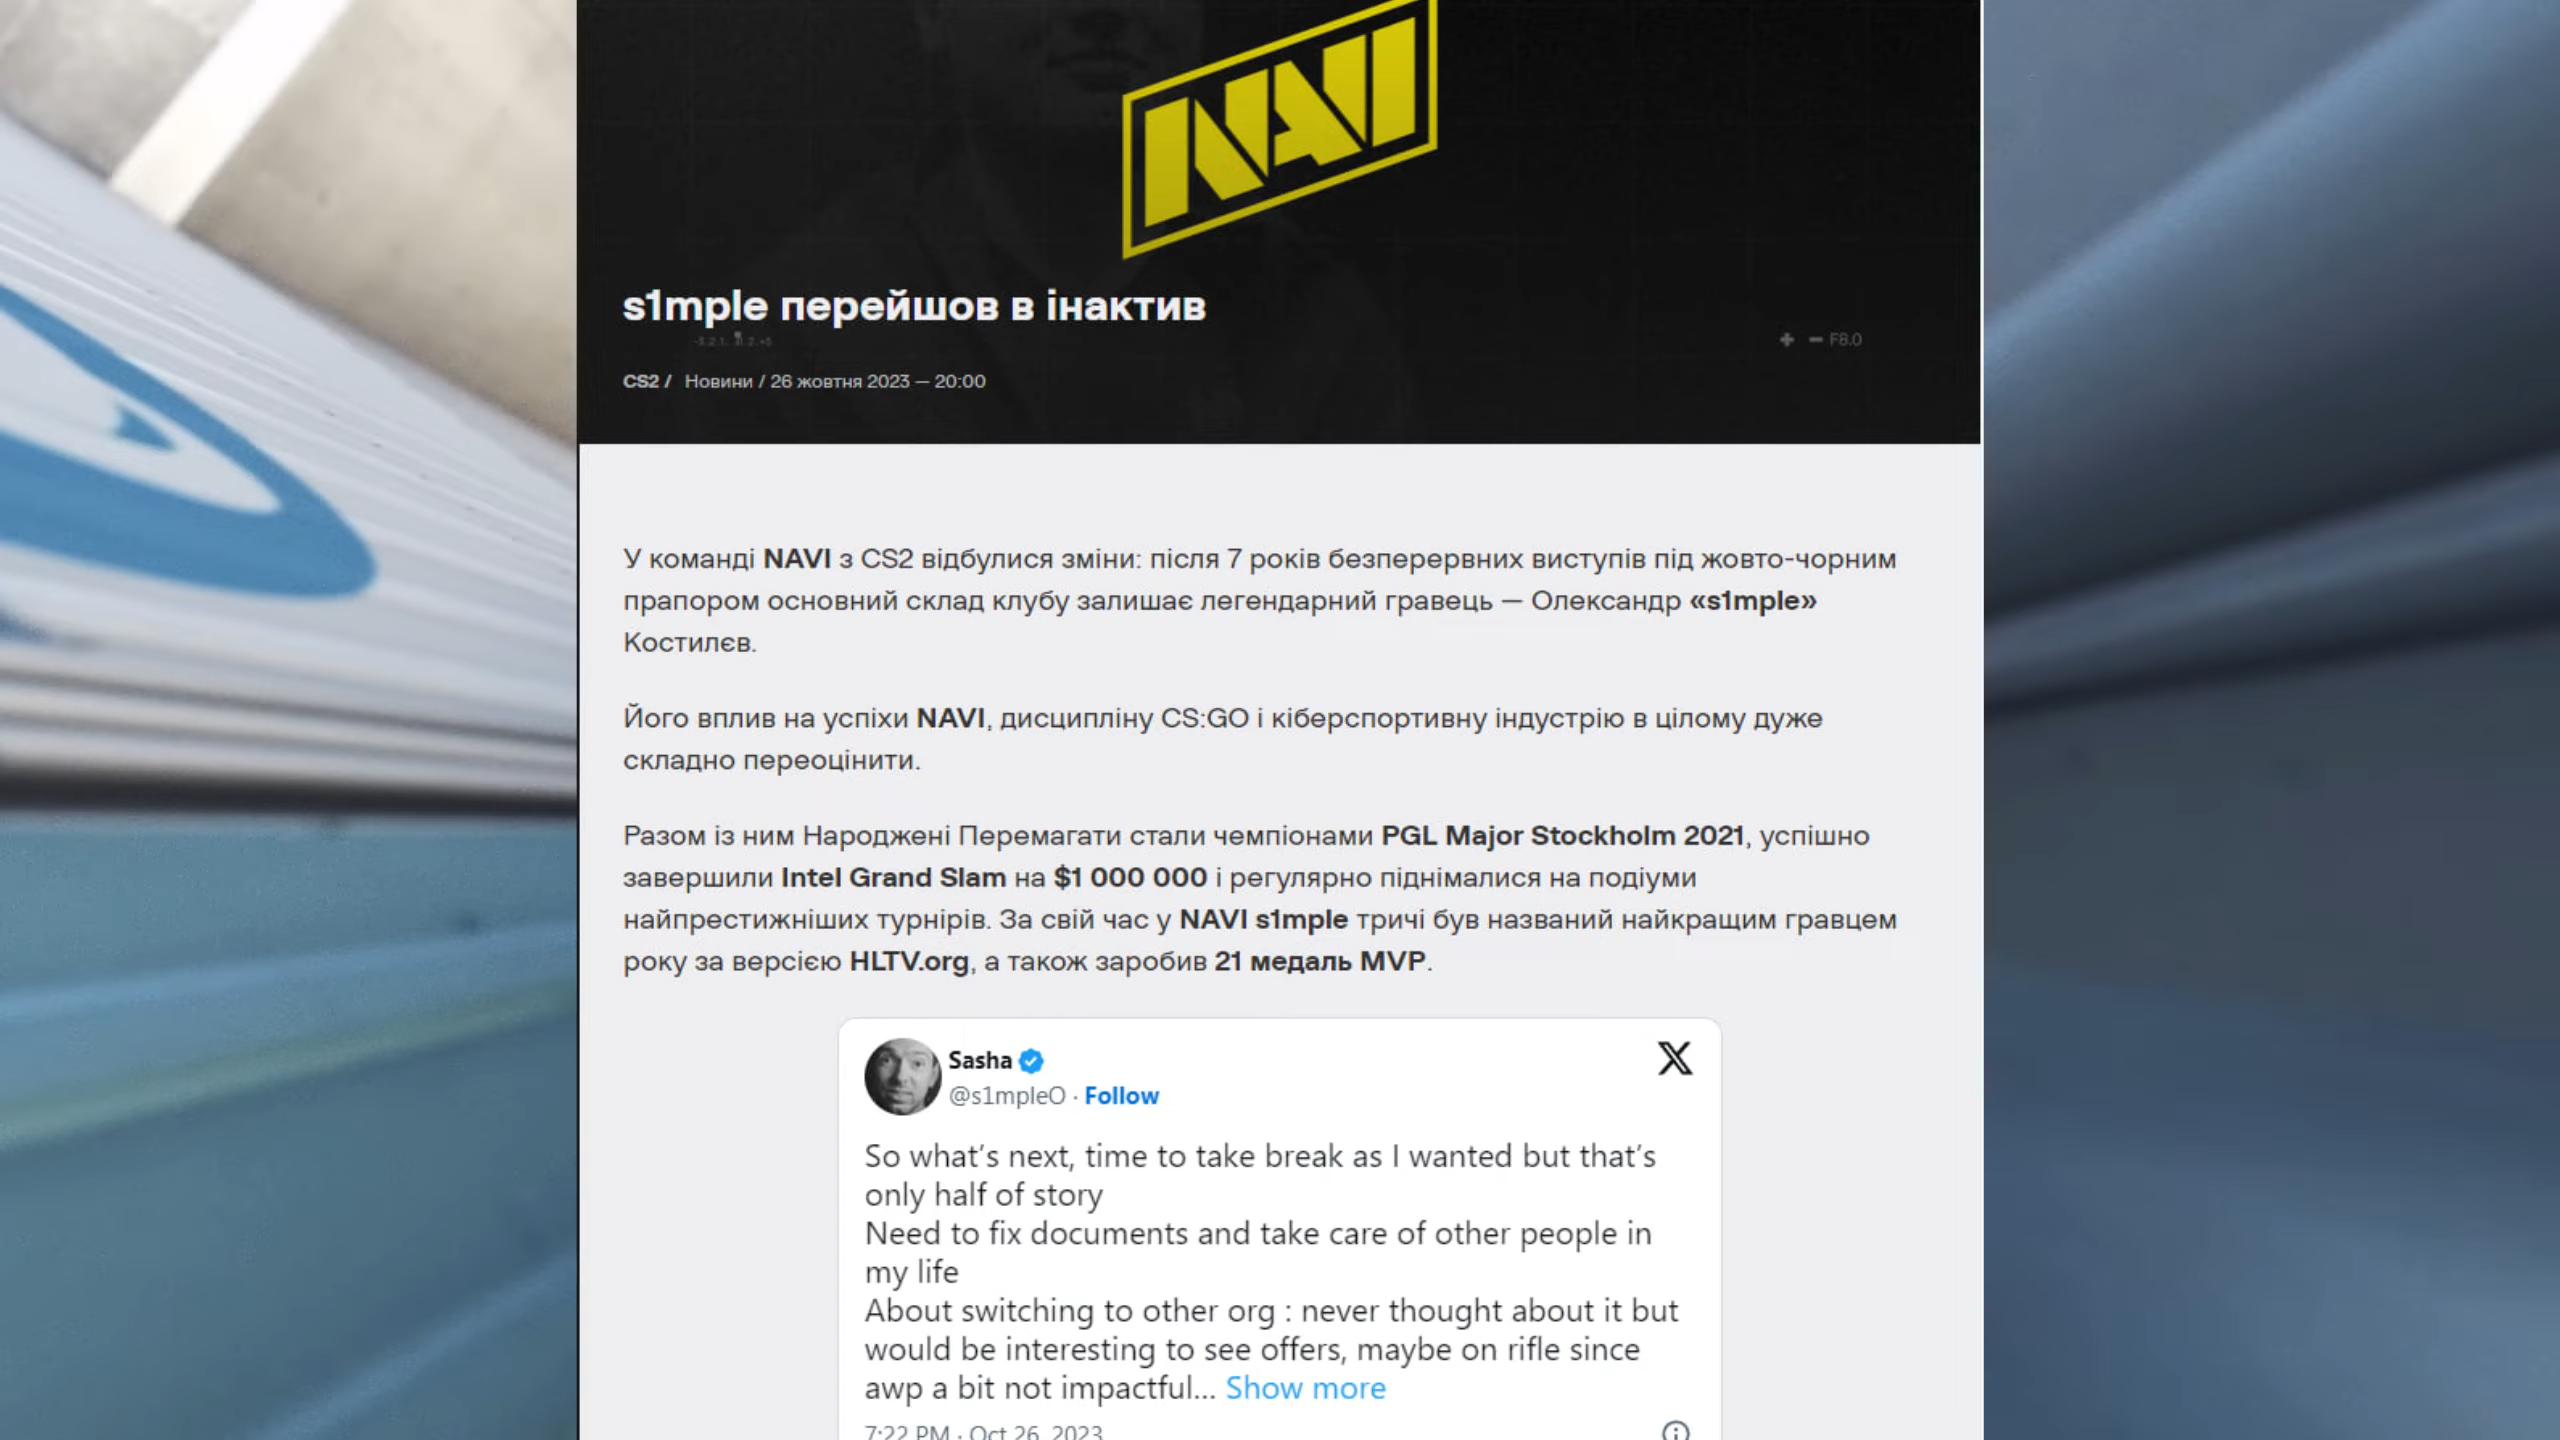 NAVI
s1mple перейшов в інактив
F8.0
CS2 / Новини / 26 жовтня 2023 — 20:00
У команді NAVI з CS2 відбулися зміни: після 7 років безперервних виступів під жовто-чорним
прапором основний склад клубу залишає легендарний гравець — Олександр «s1mple»
Костилєв.
Його вплив на успіхи NAVI, дисципліну CS:GO і кіберспортивну індустрію в цілому дуже
складно переоцінити.
Разом із ним Народжені Перемагати стали чемпіонами PGL Major Stockholm 2021, успішно
завершили Intel Grand Slam на $1 000 000 і регулярно піднімалися на подіуми
найпрестижніших турнірів. За свій час у NAVI s1mple тричі був названий найкращим гравцем
року за версією HLTV.org, а також заробив 21 медаль MVP.
Sasha
@s1mpleO · Follow
So what’s next, time to take break as I wanted but that’s
only half of story
Need to fix documents and take care of other people in
my life
About switching to other org : never thought about it but
would be interesting to see offers, maybe on rifle since
awp a bit not impactful... Show more
7:22 PM · Oct 26, 2023